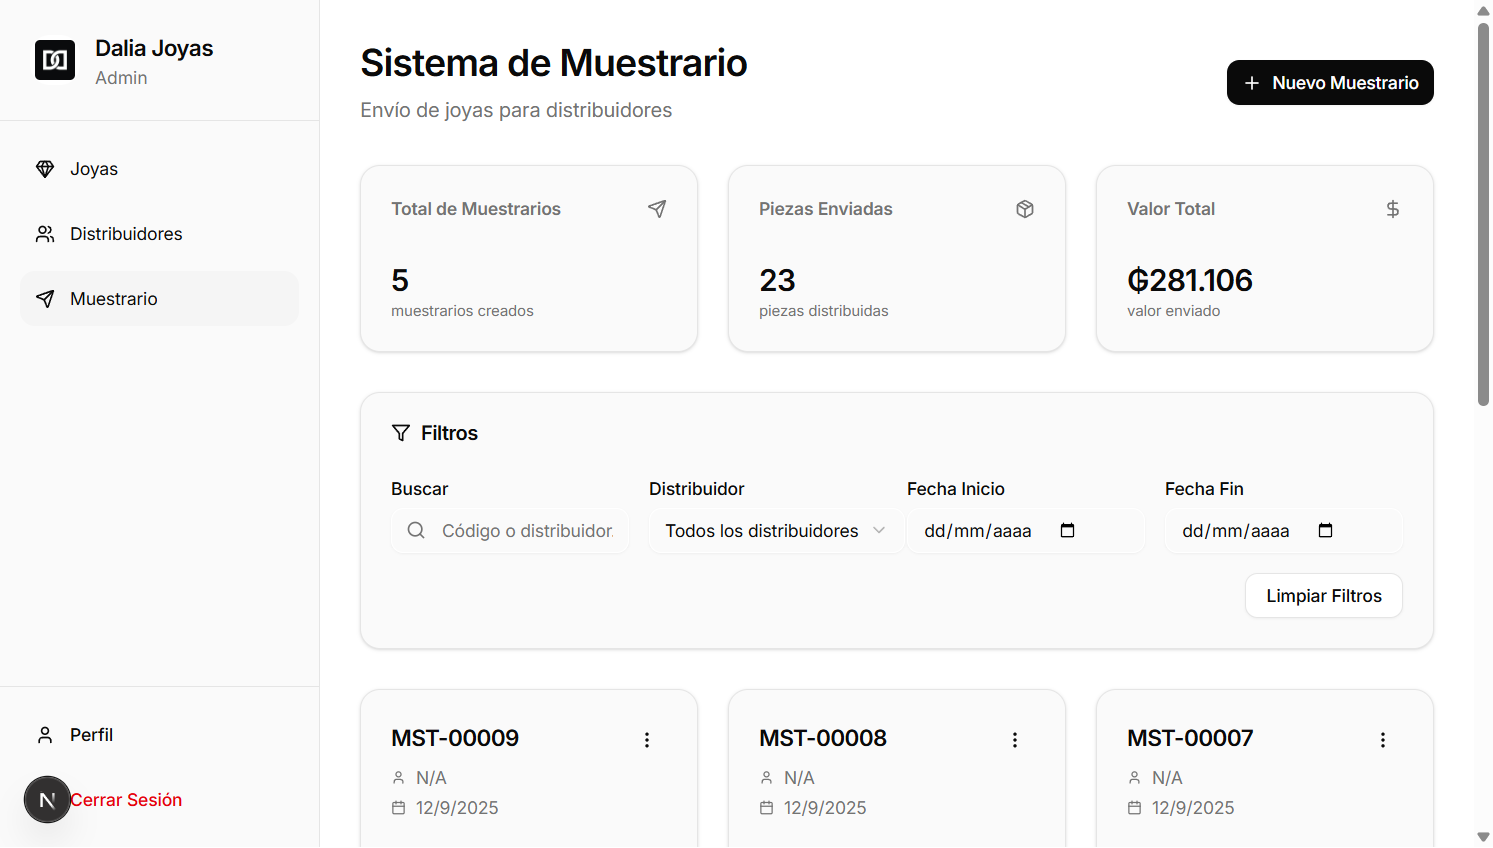 Dalia Joyas
Admin
Joyas
Distribuidores
Muestrario
Perfil
N
Cerrar Sesión
Sistema de Muestrario
Envío de joyas para distribuidores
Nuevo Muestrario
Total de Muestrarios
5
muestrarios creados
Piezas Enviadas
23
piezas distribuidas
Valor Total
$
₲281.106
valor enviado
Filtros
Buscar
Código o distribuidor.
Distribuidor
Todos los distribuidores
Fecha Inicio
dd/mm/aaaa
Fecha Fin
dd/mm/aaaa
Limpiar Filtros
MST-00009
N/A
12/9/2025
MST-00008
N/A
12/9/2025
MST-00007
N/A
12/9/2025